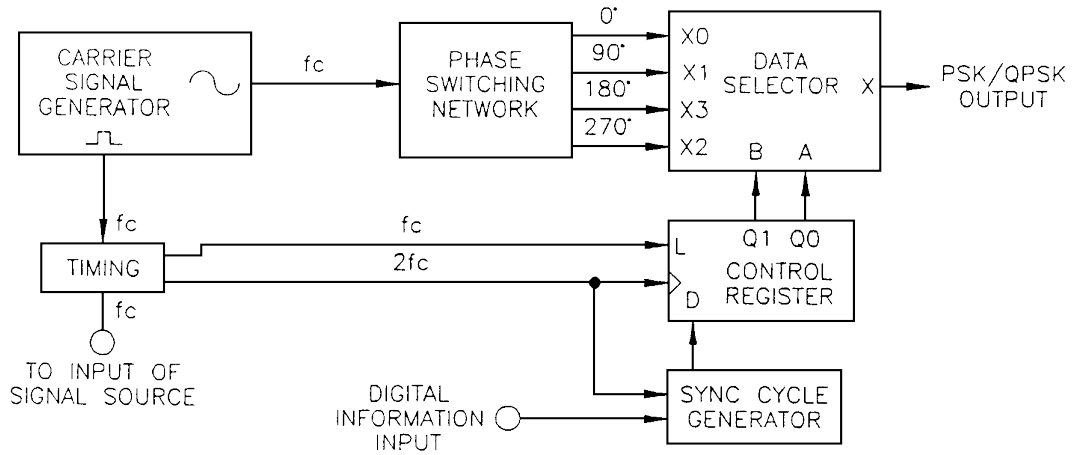 CARRIER
SIGNAL
GENERATOR
fc
PHASE
SWITCHING
NETWORK
0°
90°
180°
270°
X0
X1
X3
X2
DATA
SELECTOR
X
B A
PSK/QPSK
OUTPUT
fc
TIMING
fc
TO INPUT OF
SIGNAL SOURCE
fc
2fc
L
D
Q1 Q0
CONTROL
REGISTER
DIGITAL
INFORMATION
INPUT
SYNC CYCLE
GENERATOR